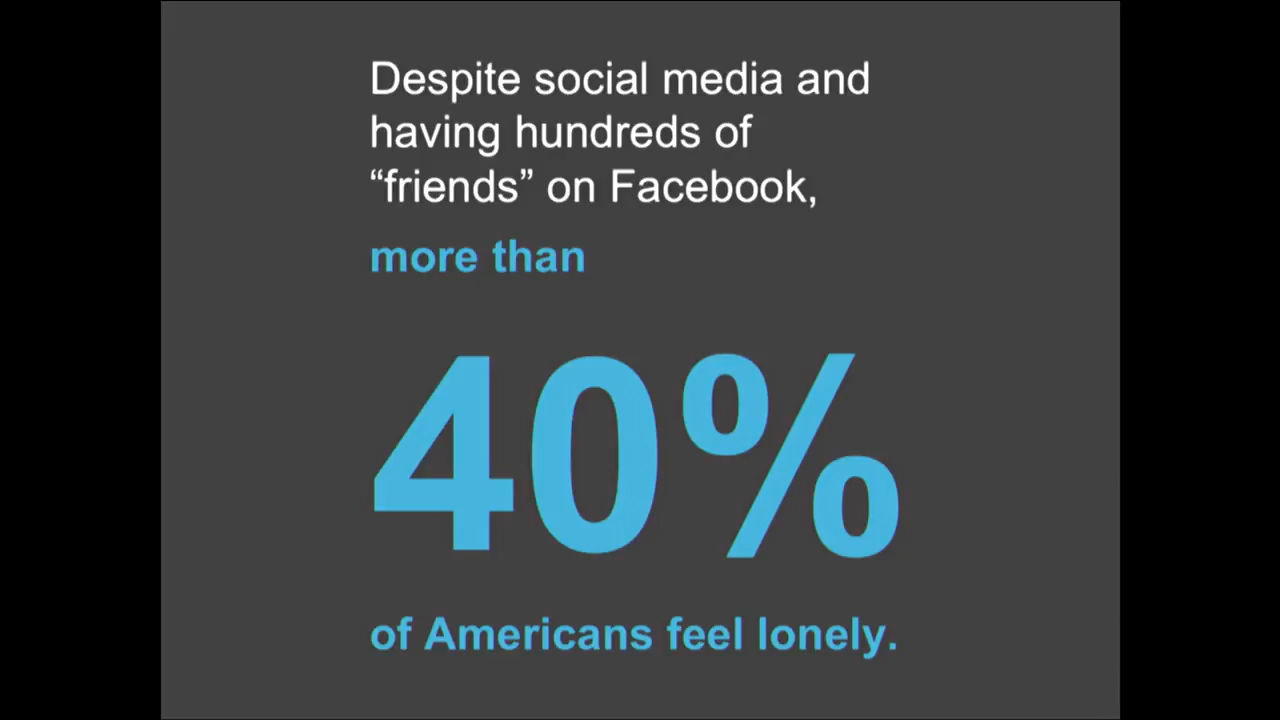 Despite social media and
having hundreds of
“friends” on Facebook,
more than
40%
of Americans feel lonely.